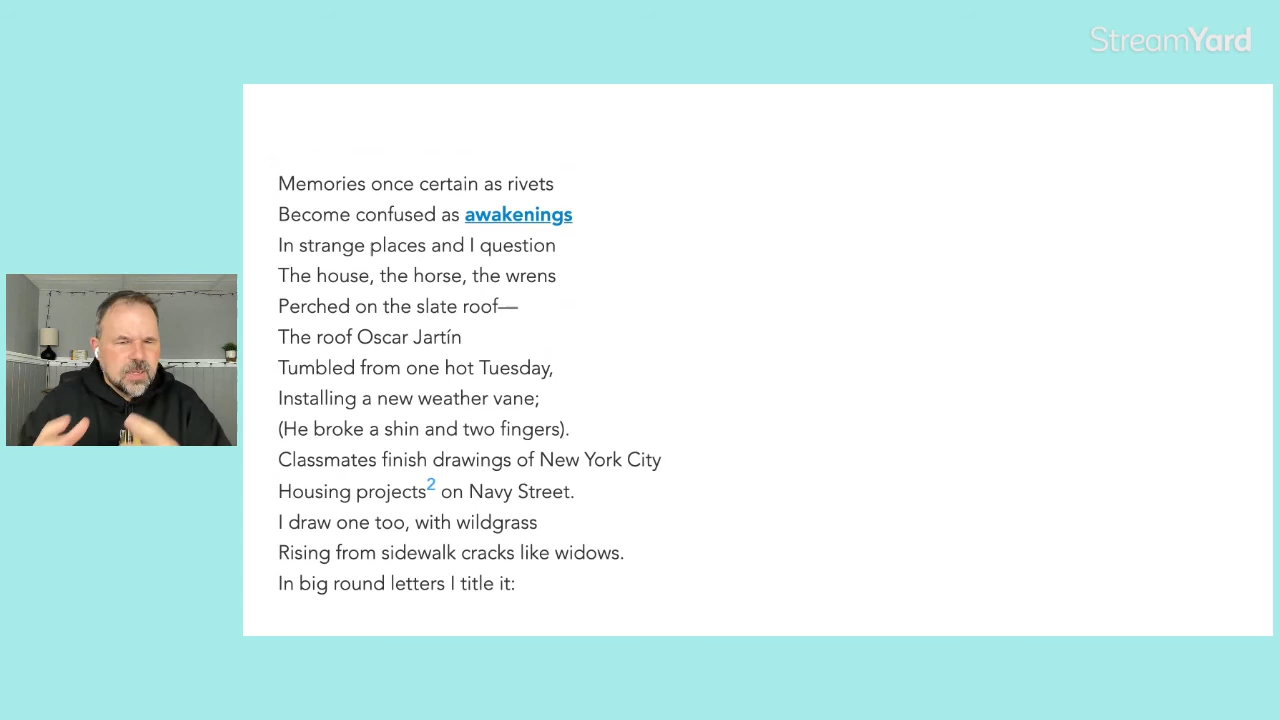 StreamYard
Memories once certain as rivets
Become confused as awakenings
In strange places and I question
The house, the horse, the wrens
Perched on the slate roof—
The roof Oscar Jartín
Tumbled from one hot Tuesday,
Installing a new weather vane;
(He broke a shin and two fingers).
Classmates finish drawings of New York City
Housing projects2 on Navy Street.
I draw one too, with wildgrass
Rising from sidewalk cracks like widows.
In big round letters I title it: